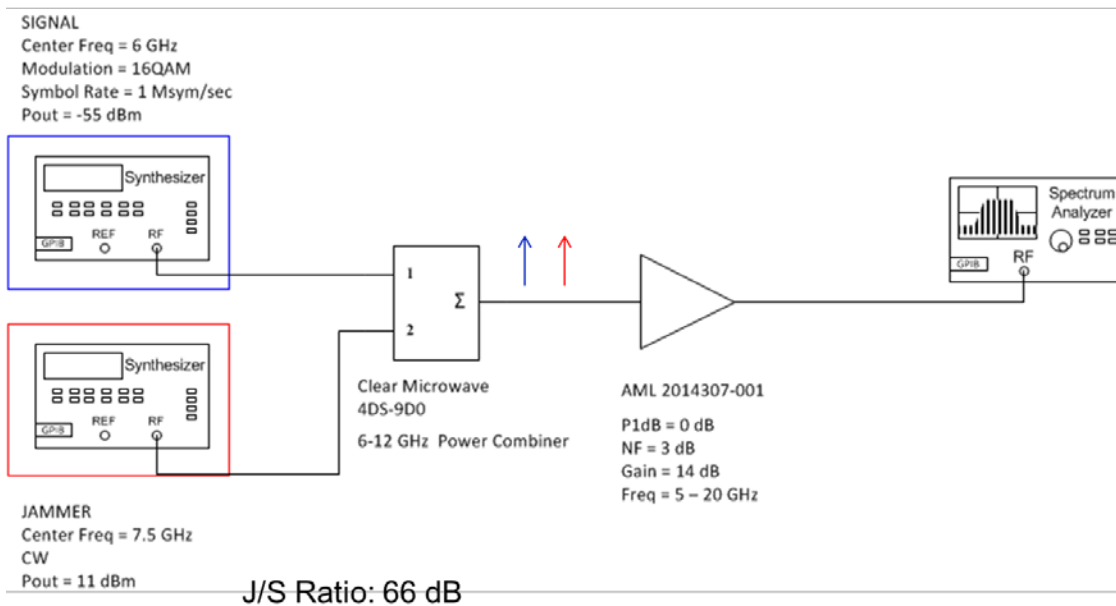 SIGNAL
Center Freq = 6 GHz
Modulation = 16QAM
Symbol Rate = 1 Msym/sec
Pout = -55 dBm
Synthesizer
REF RF
GPIB
1
Σ
2
Spectrum
Analyzer
RF
GPIB
Synthesizer
REF RF
GPIB
Clear Microwave
4DS-9D0
6-12 GHz Power Combiner
AML 2014307-001
P1dB = 0 dB
NF = 3 dB
Gain = 14 dB
Freq = 5 – 20 GHz
JAMMER
Center Freq = 7.5 GHz
CW
Pout = 11 dBm
J/S Ratio: 66 dB